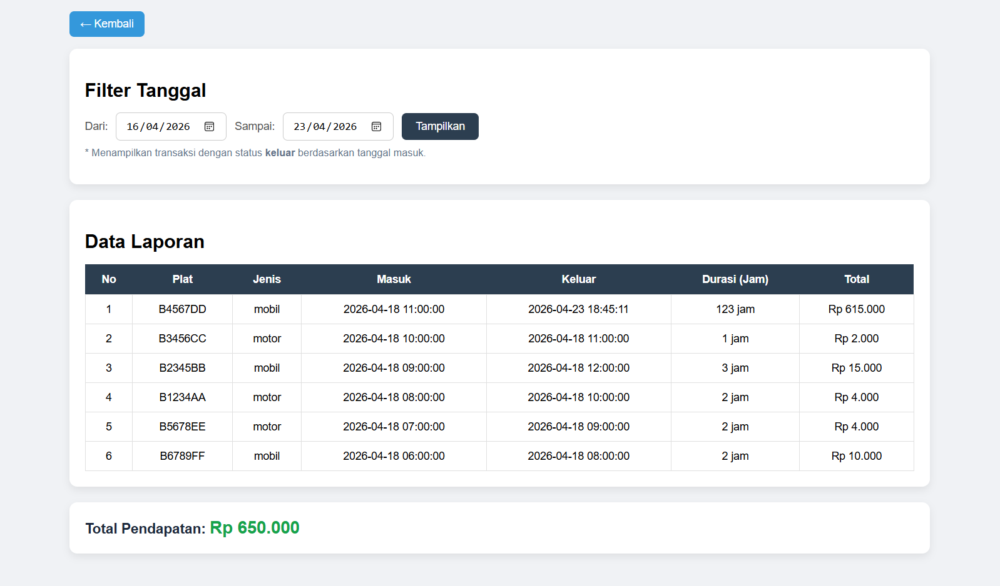 ← Kembali
Filter Tanggal
Dari: 16/04/2026 Sampai: 23/04/2026 Tampilkan
* Menampilkan transaksi dengan status keluar berdasarkan tanggal masuk.
Data Laporan
No Plat Jenis Masuk Keluar Durasi (Jam) Total
1 B4567DD mobil 2026-04-18 11:00:00 2026-04-23 18:45:11 123 jam Rp 615.000
2 B3456CC motor 2026-04-18 10:00:00 2026-04-18 11:00:00 1 jam Rp 2.000
3 B2345BB mobil 2026-04-18 09:00:00 2026-04-18 12:00:00 3 jam Rp 15.000
4 B1234AA motor 2026-04-18 08:00:00 2026-04-18 10:00:00 2 jam Rp 4.000
5 B5678EE motor 2026-04-18 07:00:00 2026-04-18 09:00:00 2 jam Rp 4.000
6 B6789FF mobil 2026-04-18 06:00:00 2026-04-18 08:00:00 2 jam Rp 10.000
Total Pendapatan: Rp 650.000